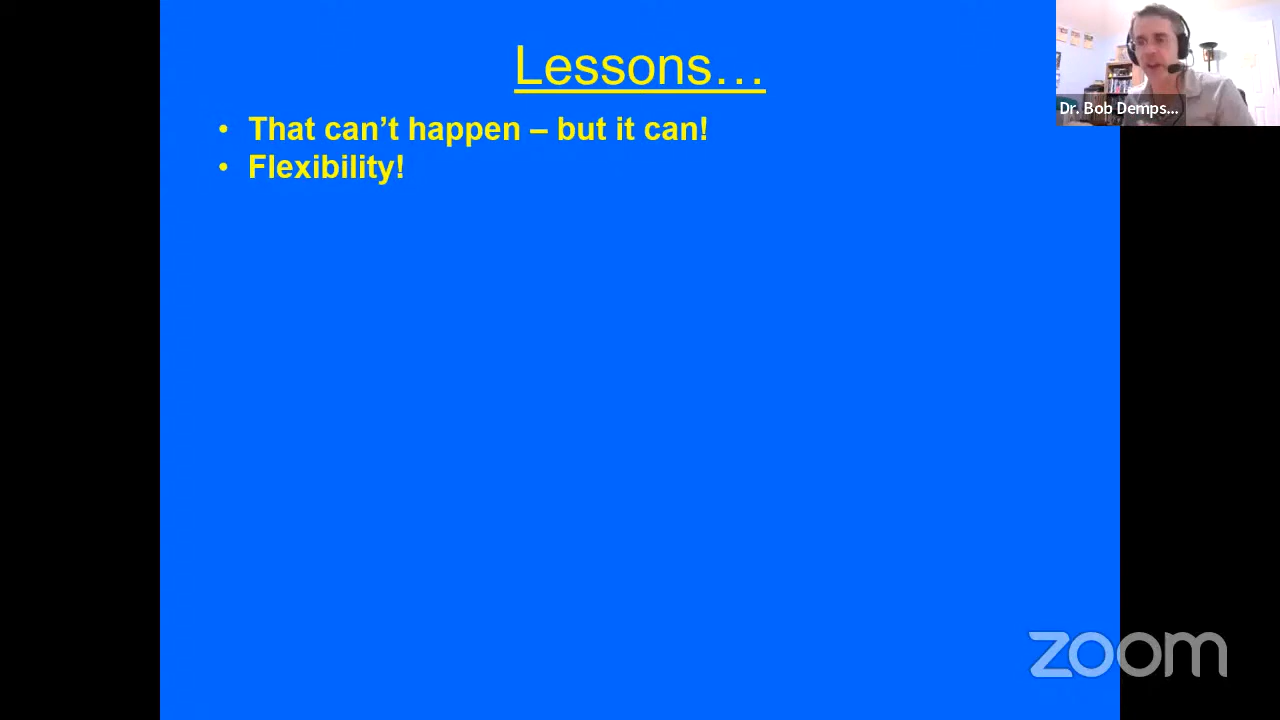 Lessons…
• That can’t happen – but it can!
• Flexibility!
Dr. Bob Demps...
zoom